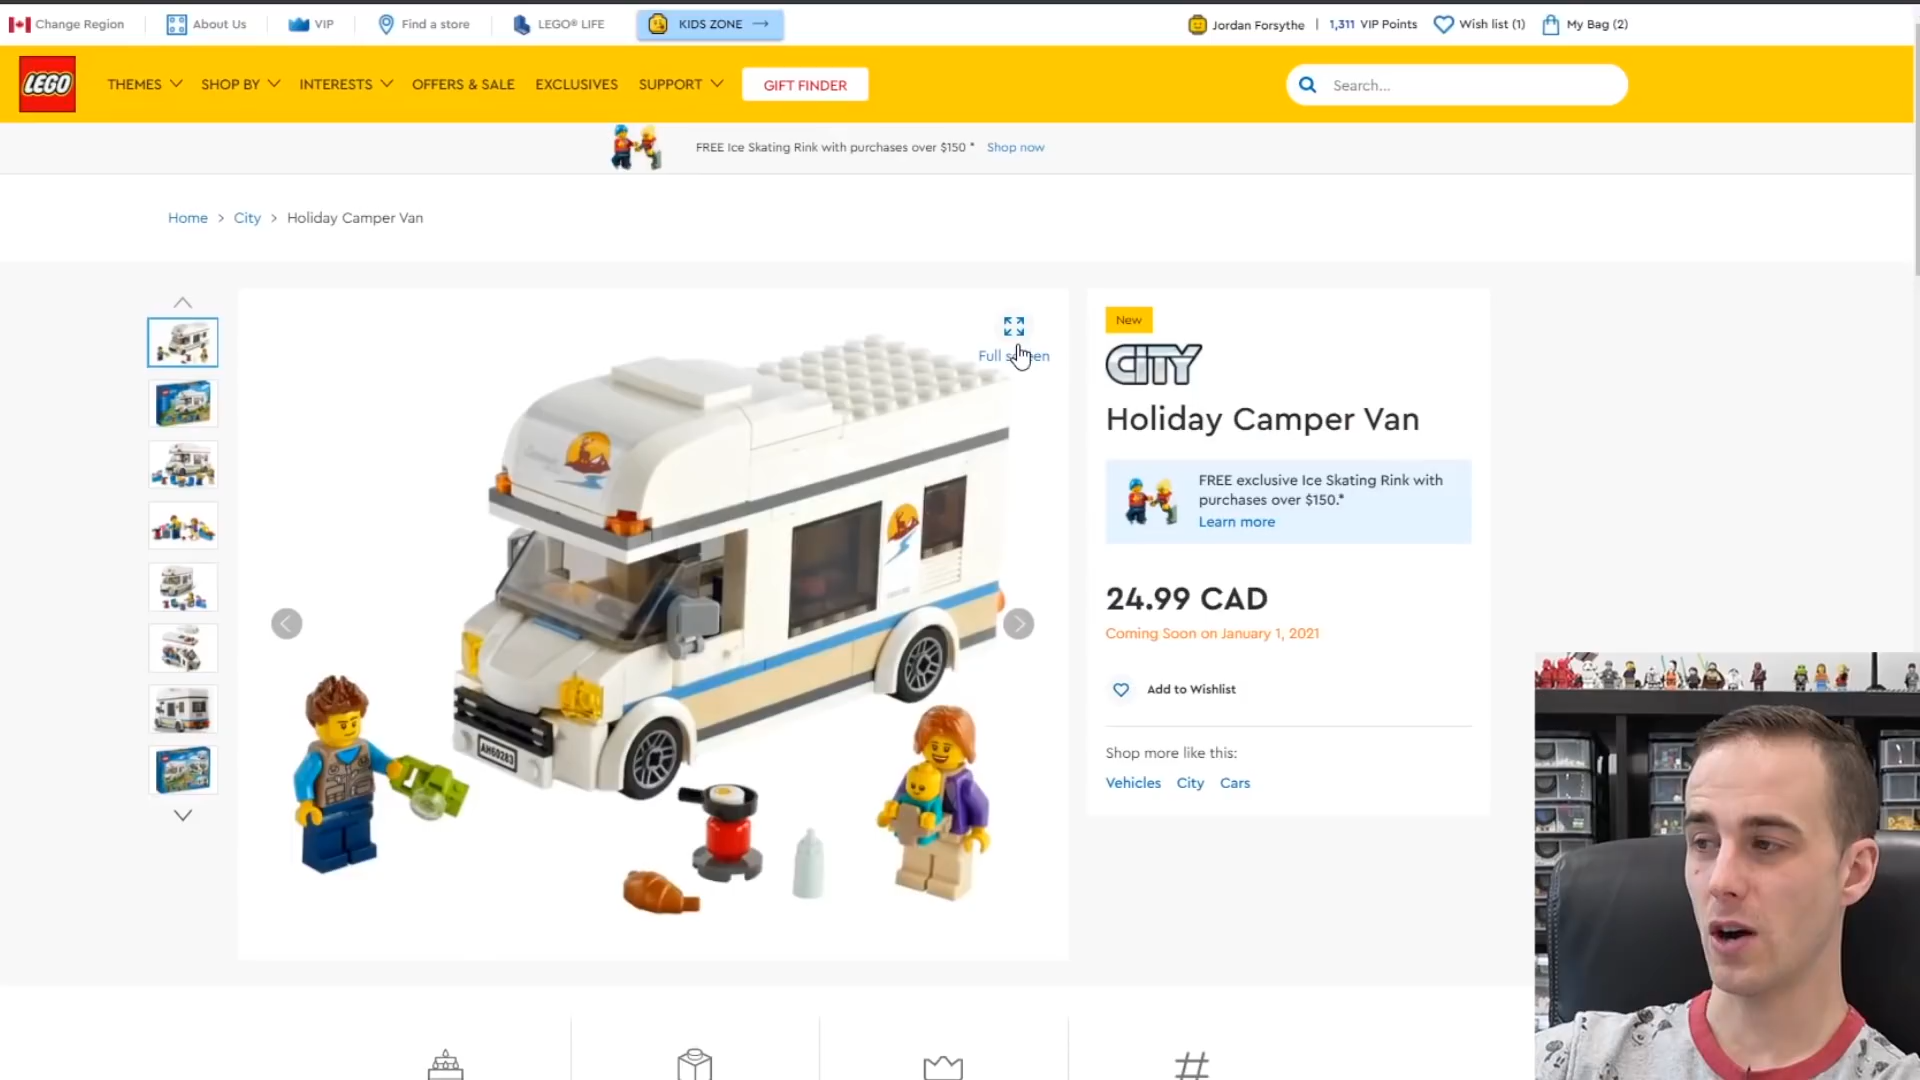 Change Region
About Us
VIP
Find a store
LEGO® LIFE
KIDS ZONE
Jordan Forsythe
1,311 VIP Points
Wish list (1)
My Bag (2)
LEGO
THEMES
SHOP BY
INTERESTS
OFFERS & SALE
EXCLUSIVES
SUPPORT
GIFT FINDER
Search...
FREE Ice Skating Rink with purchases over $150 * Shop now
Home > City > Holiday Camper Van
Full
New
CITY
Holiday Camper Van
FREE exclusive Ice Skating Rink with
purchases over $150.*
Learn more
24.99 CAD
Coming Soon on January 1, 2021
Add to Wishlist
Shop more like this:
Vehicles City Cars
AH60283